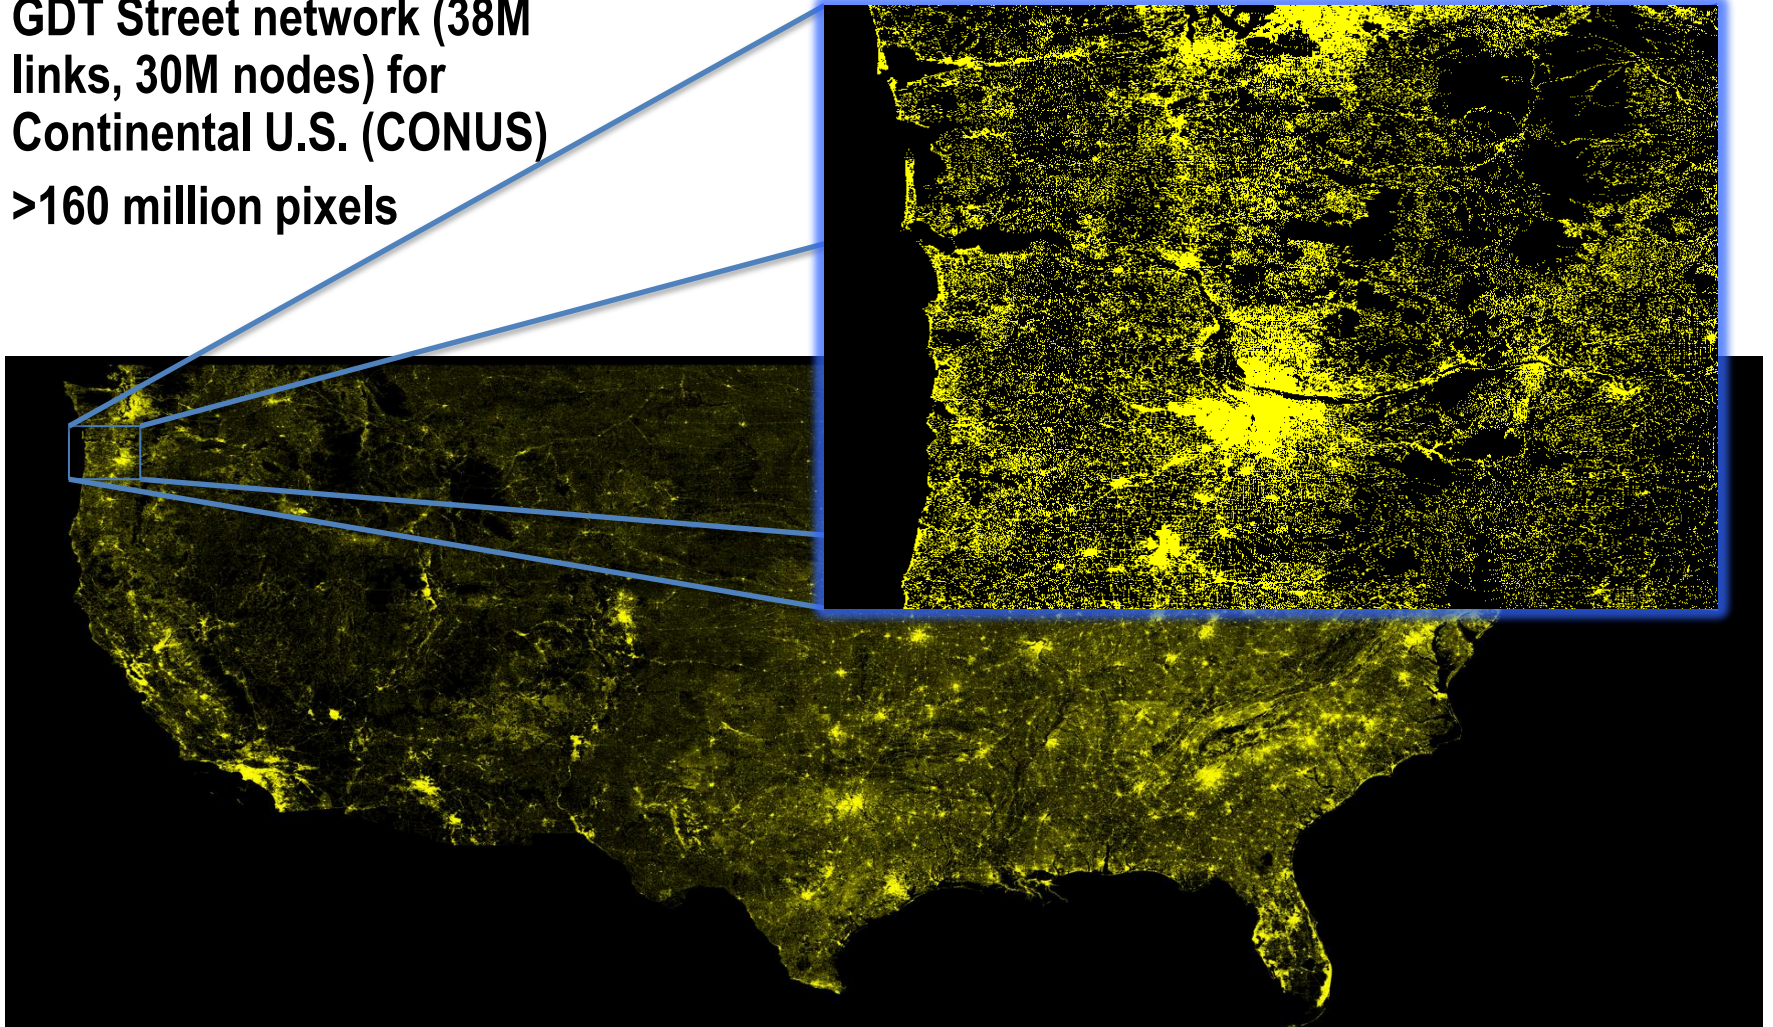 GDT Street network (38M
links, 30M nodes) for
Continental U.S. (CONUS)
>160 million pixels